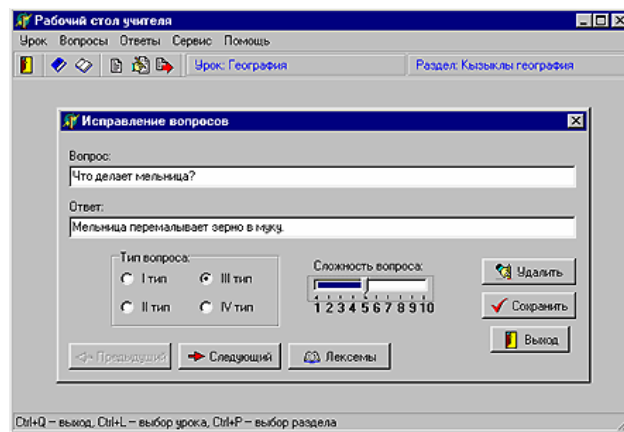 Рабочий стол учителя
Урок Вопросы Ответы Сервис Помощь
Урок: География Раздел: Кызыклы география
Исправление вопросов
Вопрос:
Что делает мельница?
Ответ:
Мельница перемалывает зерно в муку.
Тип вопроса: Сложность вопроса:
I тип III тип Удалить
II тип IV тип 1 2 3 4 5 6 7 8 9 10 Сохранить
Выход
Предыдущий Следующий Лексемы
Ctrl+Q – выход, Ctrl+L – выбор урока, Ctrl+P – выбор раздела